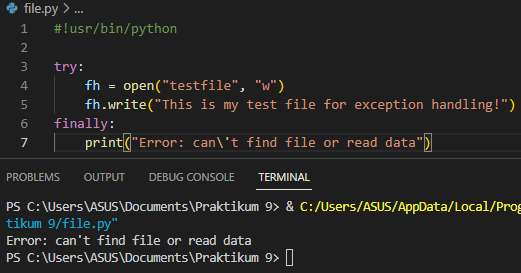 file.py > ...
1 #!usr/bin/python
2
3 try:
4 fh = open("testfile", "w")
5 fh.write("This is my test file for exception handling!")
6 finally:
7 print("Error: can\'t find file or read data")
PROBLEMS OUTPUT DEBUG CONSOLE TERMINAL
PS C:\Users\ASUS\Documents\Praktikum 9> & C:/Users/ASUS/AppData/Local/Prog
tikum 9/file.py"
Error: can't find file or read data
PS C:\Users\ASUS\Documents\Praktikum 9>